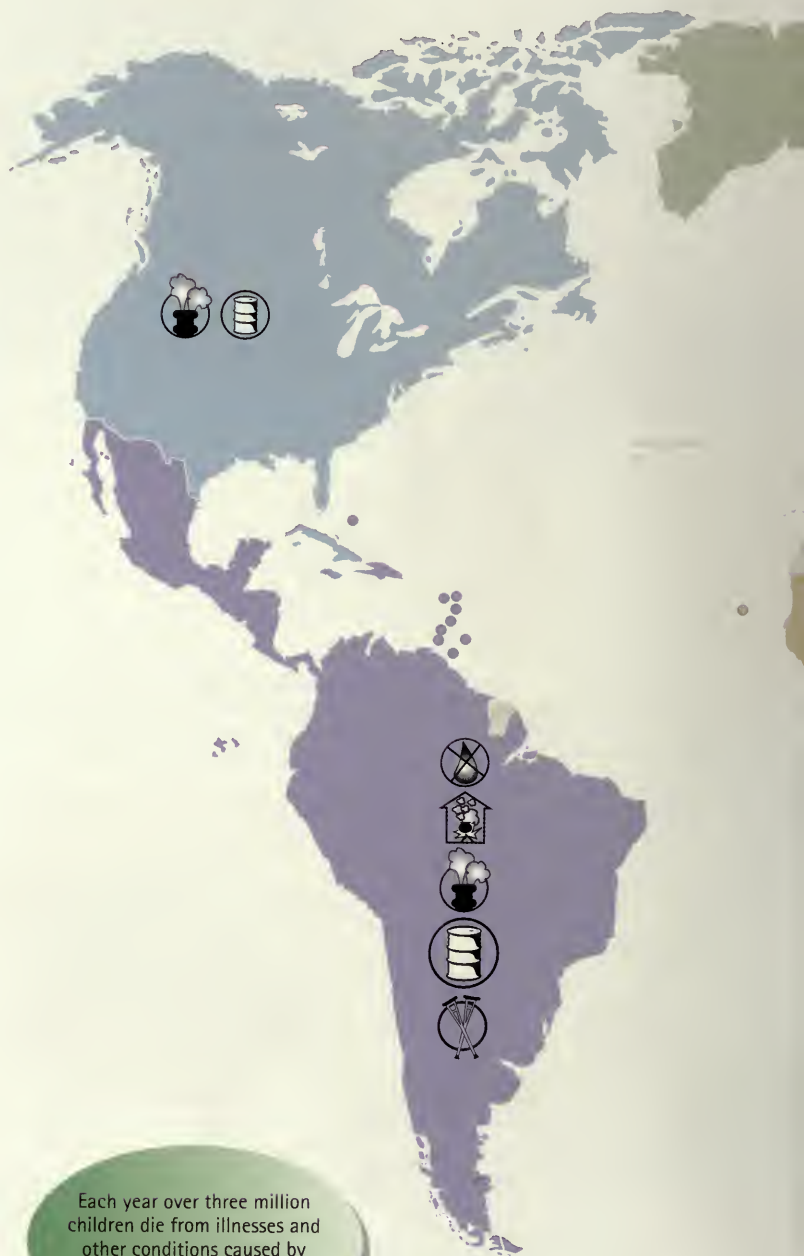 Each year over three million
children die from illnesses and
other conditions caused by